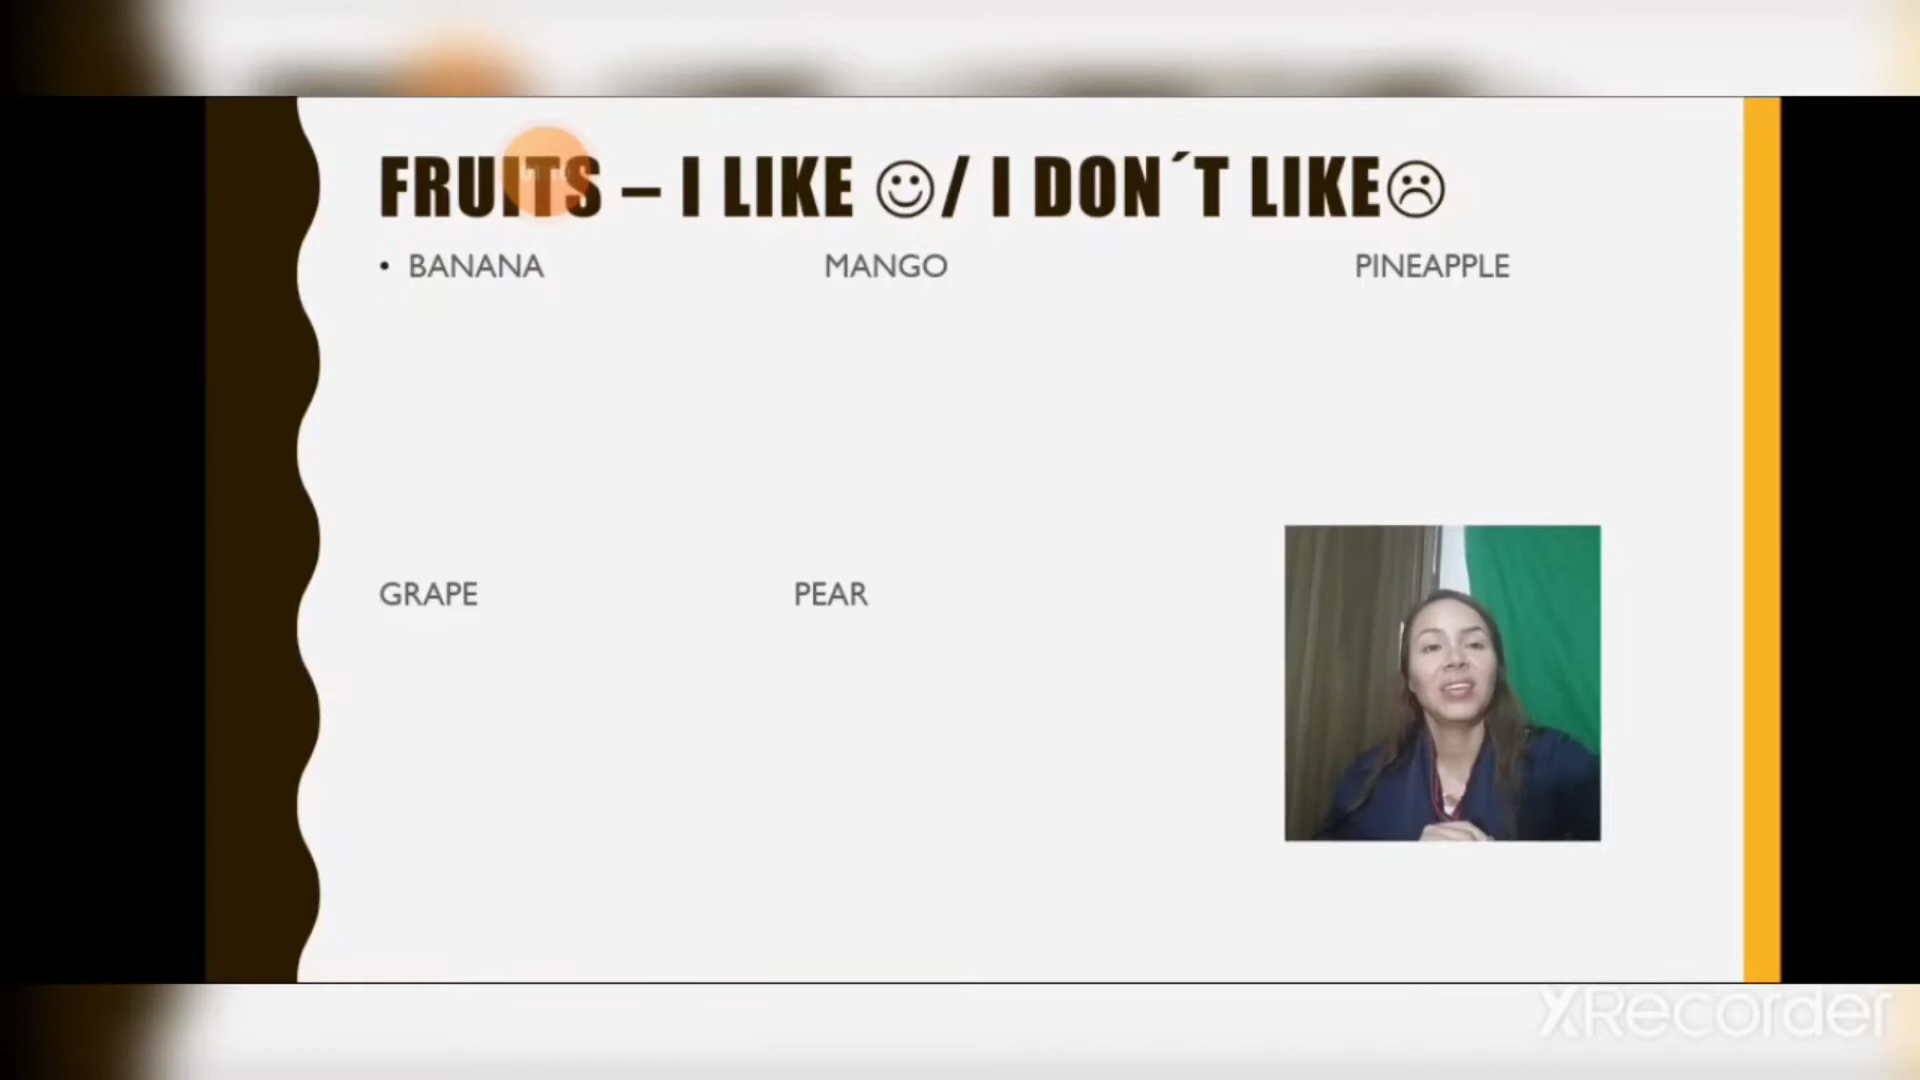 FRUITS – I LIKE ☺/ I DON´T LIKE☹
• BANANA MANGO PINEAPPLE
GRAPE PEAR
XRecorder